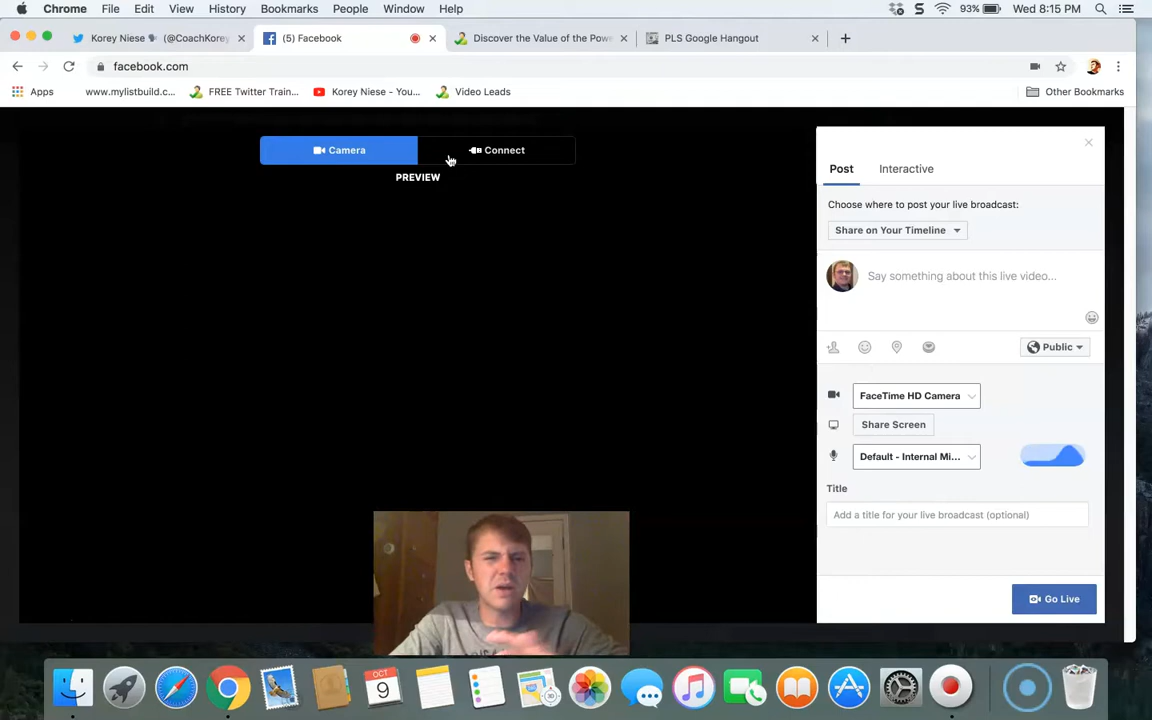 Chrome File Edit View History Bookmarks People Window Help 93% Wed 8:15 PM
Korey Niese (@CoachKorey
(5) Facebook
Discover the Value of the Pow
PLS Google Hangout
facebook.com
Apps www.mylistbuild.c... FREE Twitter Train... Korey Niese - You... Video Leads Other Bookmarks
Camera Connect
PREVIEW
Post Interactive
Choose where to post your live broadcast:
Share on Your Timeline
Say something about this live video...
Public
FaceTime HD Camera
Share Screen
Default - Internal Mi...
Title
Add a title for your live broadcast (optional)
Go Live
OCT
9